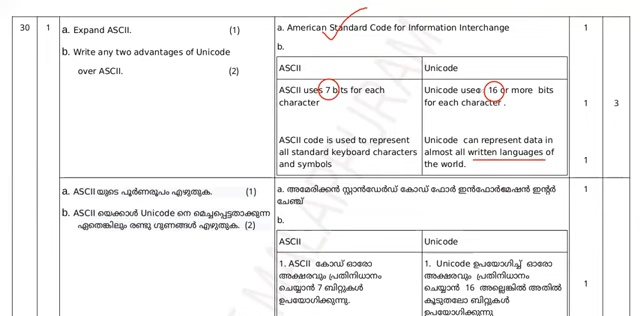 30 1 a. Expand ASCII. (1) a. American Standard Code for Information Interchange 1
b. Write any two advantages of Unicode b.
over ASCII. (2)
ASCII Unicode
ASCII uses 7 bits for each Unicode uses 16 or more bits 1 3
character for each character .
ASCII code is used to represent Unicode can represent data in
all standard keyboard characters almost all written languages of
and symbols the world. 1
a. ASCII യുടെ പൂർണരൂപം എഴുതുക. (1) a. അമേരിക്കൻ സ്റ്റാൻഡേർഡ് കോഡ് ഫോർ ഇൻഫോർമേഷൻ ഇന്റർ 1
ചേഞ്ച്
b. ASCII യെക്കാൾ Unicode നെ മെച്ചപ്പെട്ടതാക്കുന്ന b.
ഏതെങ്കിലും രണ്ടു ഗുണങ്ങൾ എഴുതുക. (2)
ASCII Unicode
1. ASCII കോഡ് ഓരോ 1. Unicode ഉപയോഗിച്ച് ഓരോ
അക്ഷരവും പ്രതിനിധാനം അക്ഷരവും പ്രതിനിധാനം
ചെയ്യാൻ 7 ബിറ്റുകൾ ചെയ്യാൻ 16 അല്ലെങ്കിൽ അതിൽ 1
ഉപയോഗിക്കുന്നു. കൂടുതലോ ബിറ്റുകൾ
ഉപയോഗിക്കുന്നു
MALAPPURAM